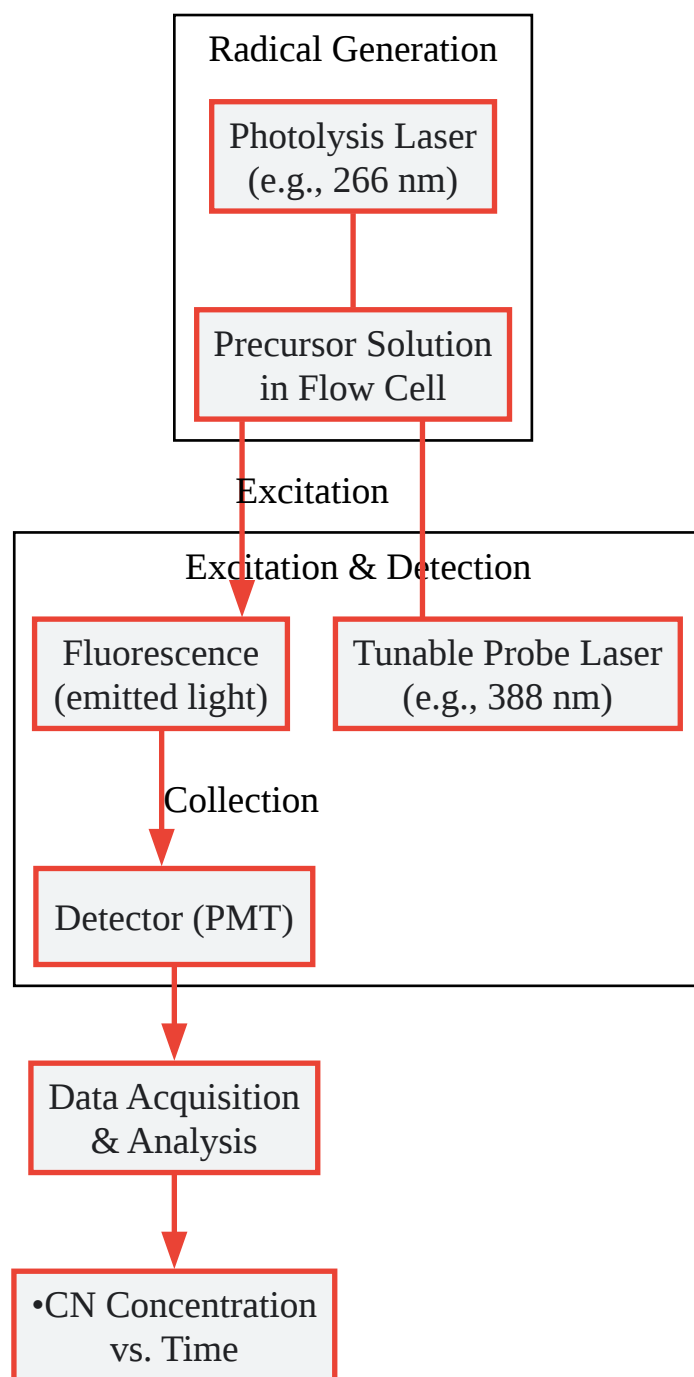 Radical Generation
Photolysis Laser
(e.g., 266 nm)
Precursor Solution
in Flow Cell
Excitation
Excitation & Detection
Fluorescence
(emitted light)
Tunable Probe Laser
(e.g., 388 nm)
Collection
Detector (PMT)
Data Acquisition
& Analysis
•CN Concentration
vs. Time